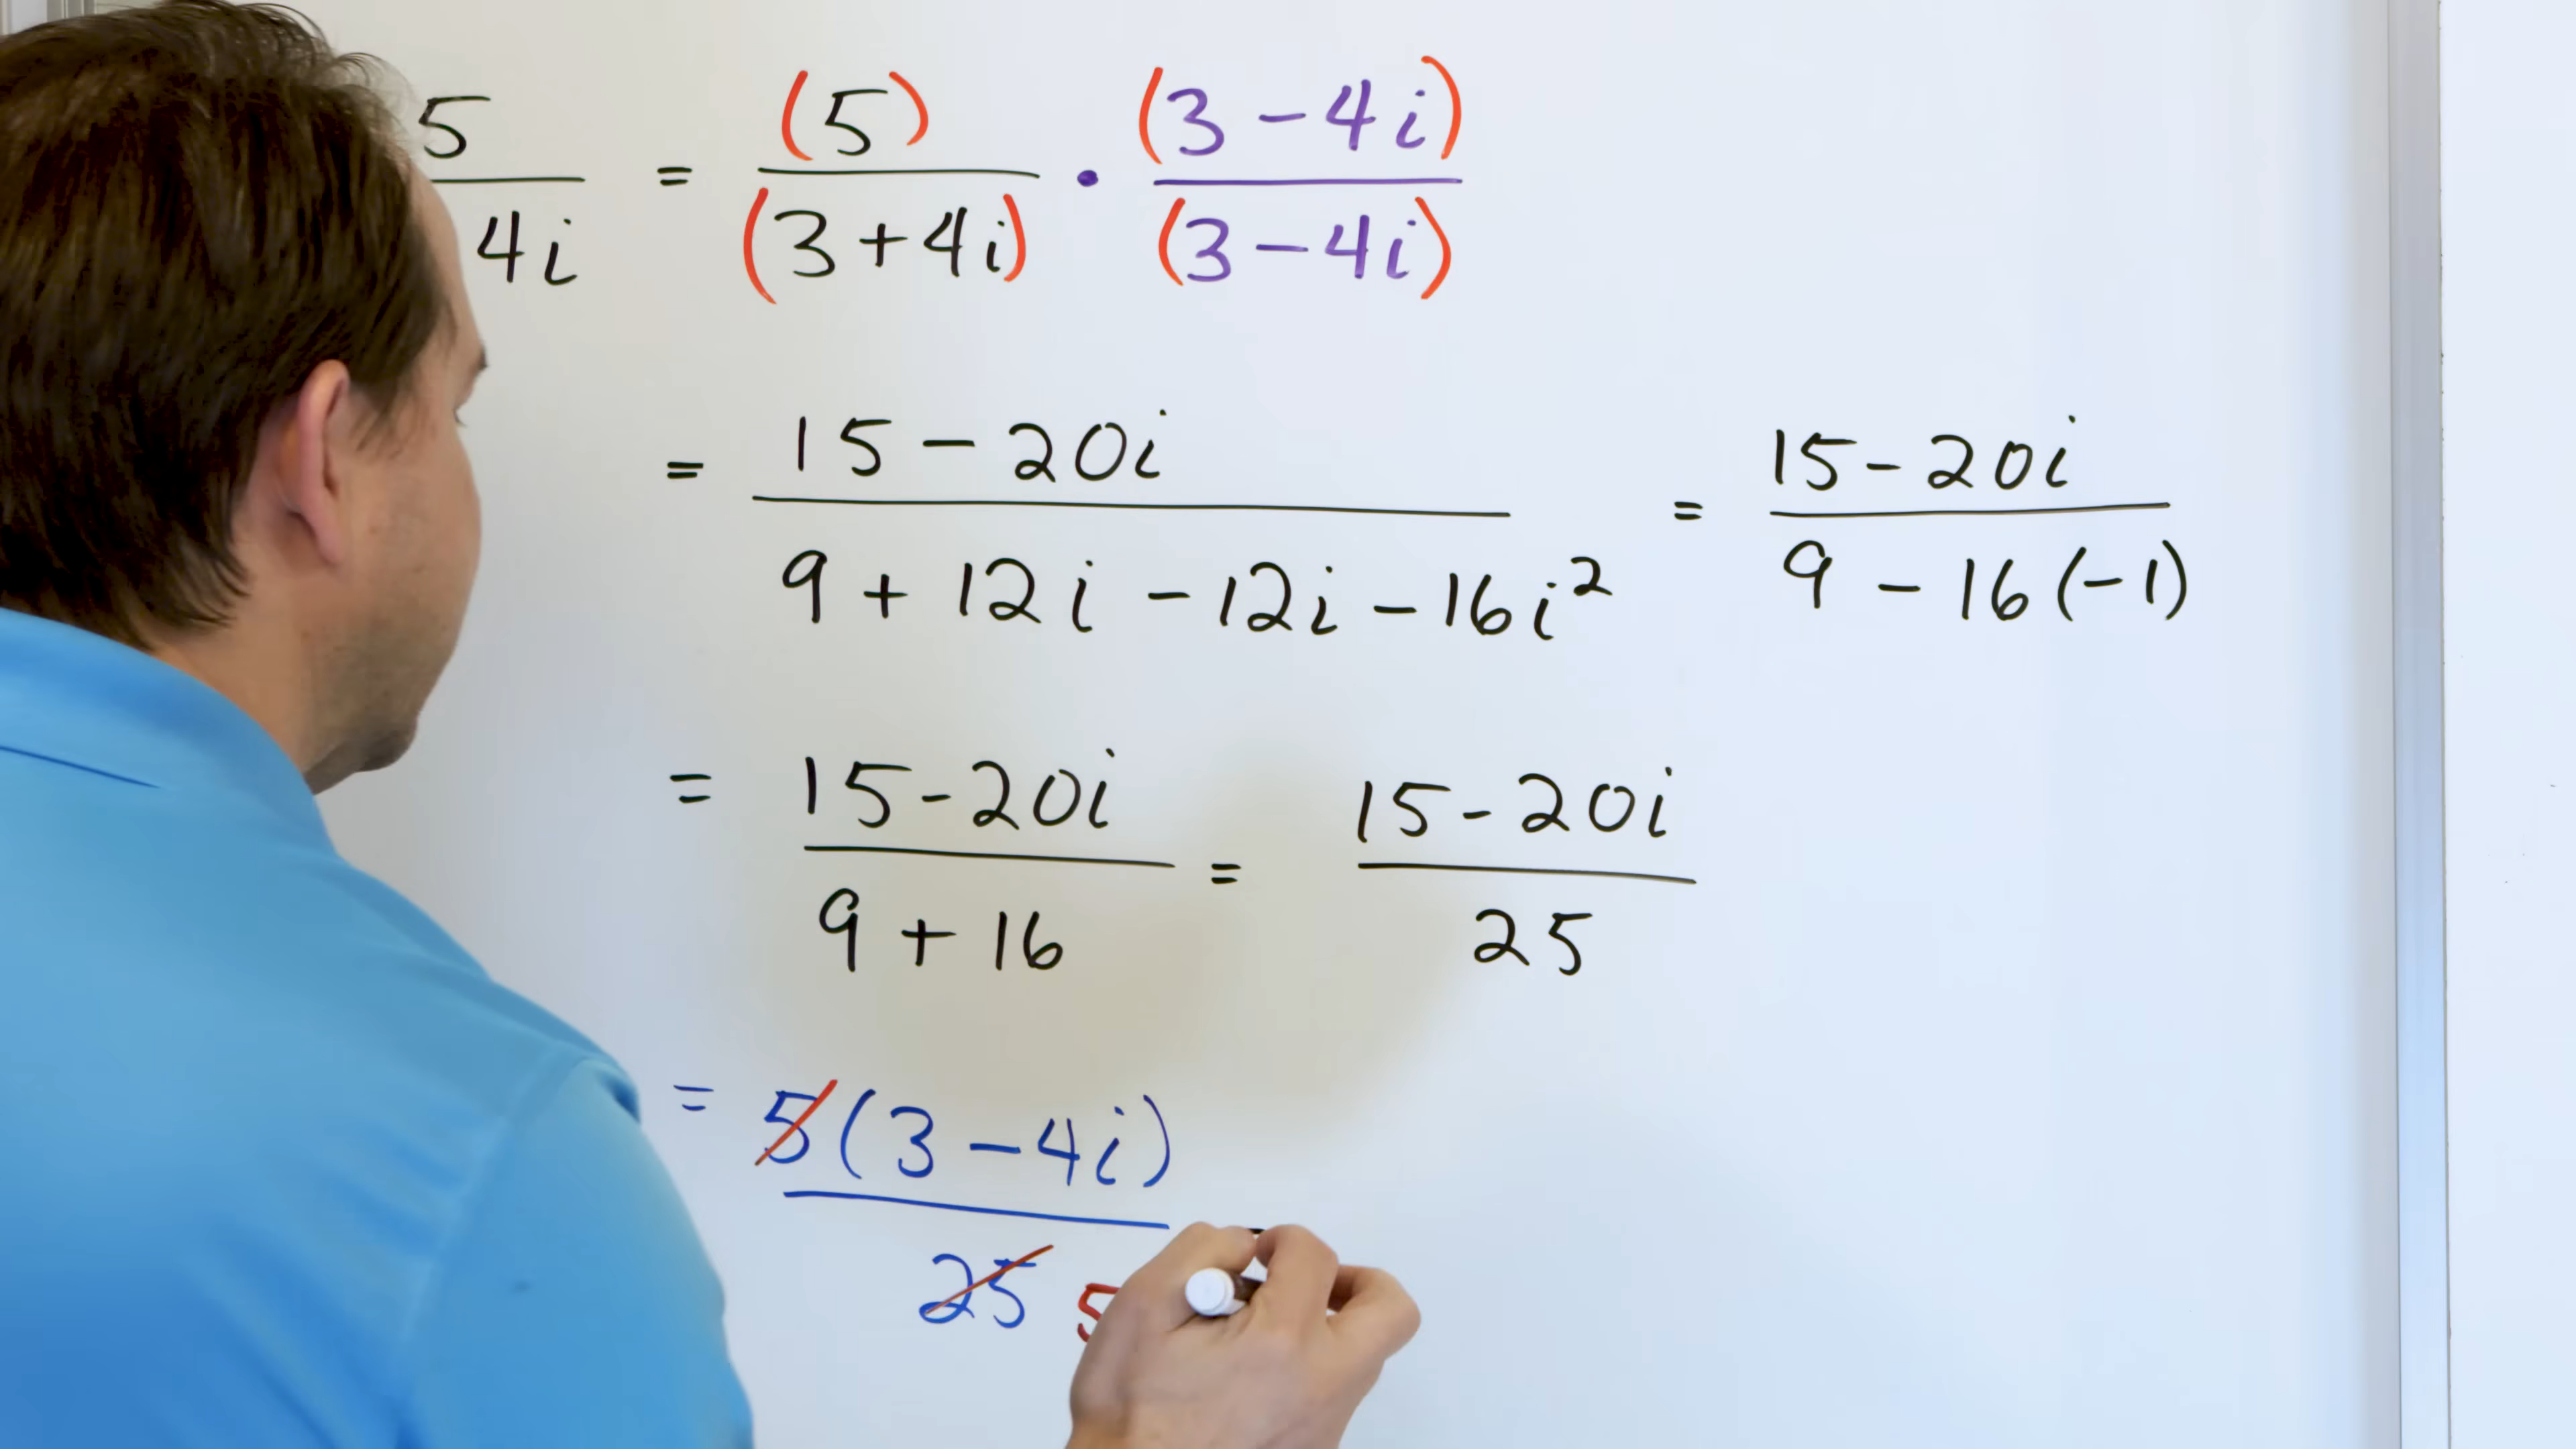 5 / 4i = (5) / (3 + 4i) • (3 - 4i) / (3 - 4i)
= 15 - 20i / 9 + 12i - 12i - 16i² = 15 - 20i / 9 - 16(-1)
= 15 - 20i / 9 + 16 = 15 - 20i / 25
= 5(3 - 4i) / 25 5